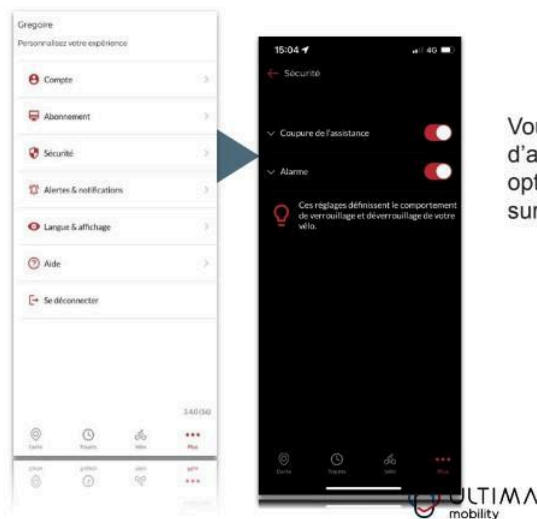 Gregoire
Personnalisez votre expérience
Compte
Abonnement
Sécurité
Alertes & notifications
Langue & affichage
Aide
Se déconnecter
Carte
Trajets
Vélo
Plus
15:04
4G
Sécurité
Coupure de l'assistance
Alarme
Ces réglages définissent le comportement
de verrouillage et déverrouillage de votre
vélo.
Carte
Trajets
Vélo
Plus
Vou
d'a
opt
sur
ULTIMA
mobility